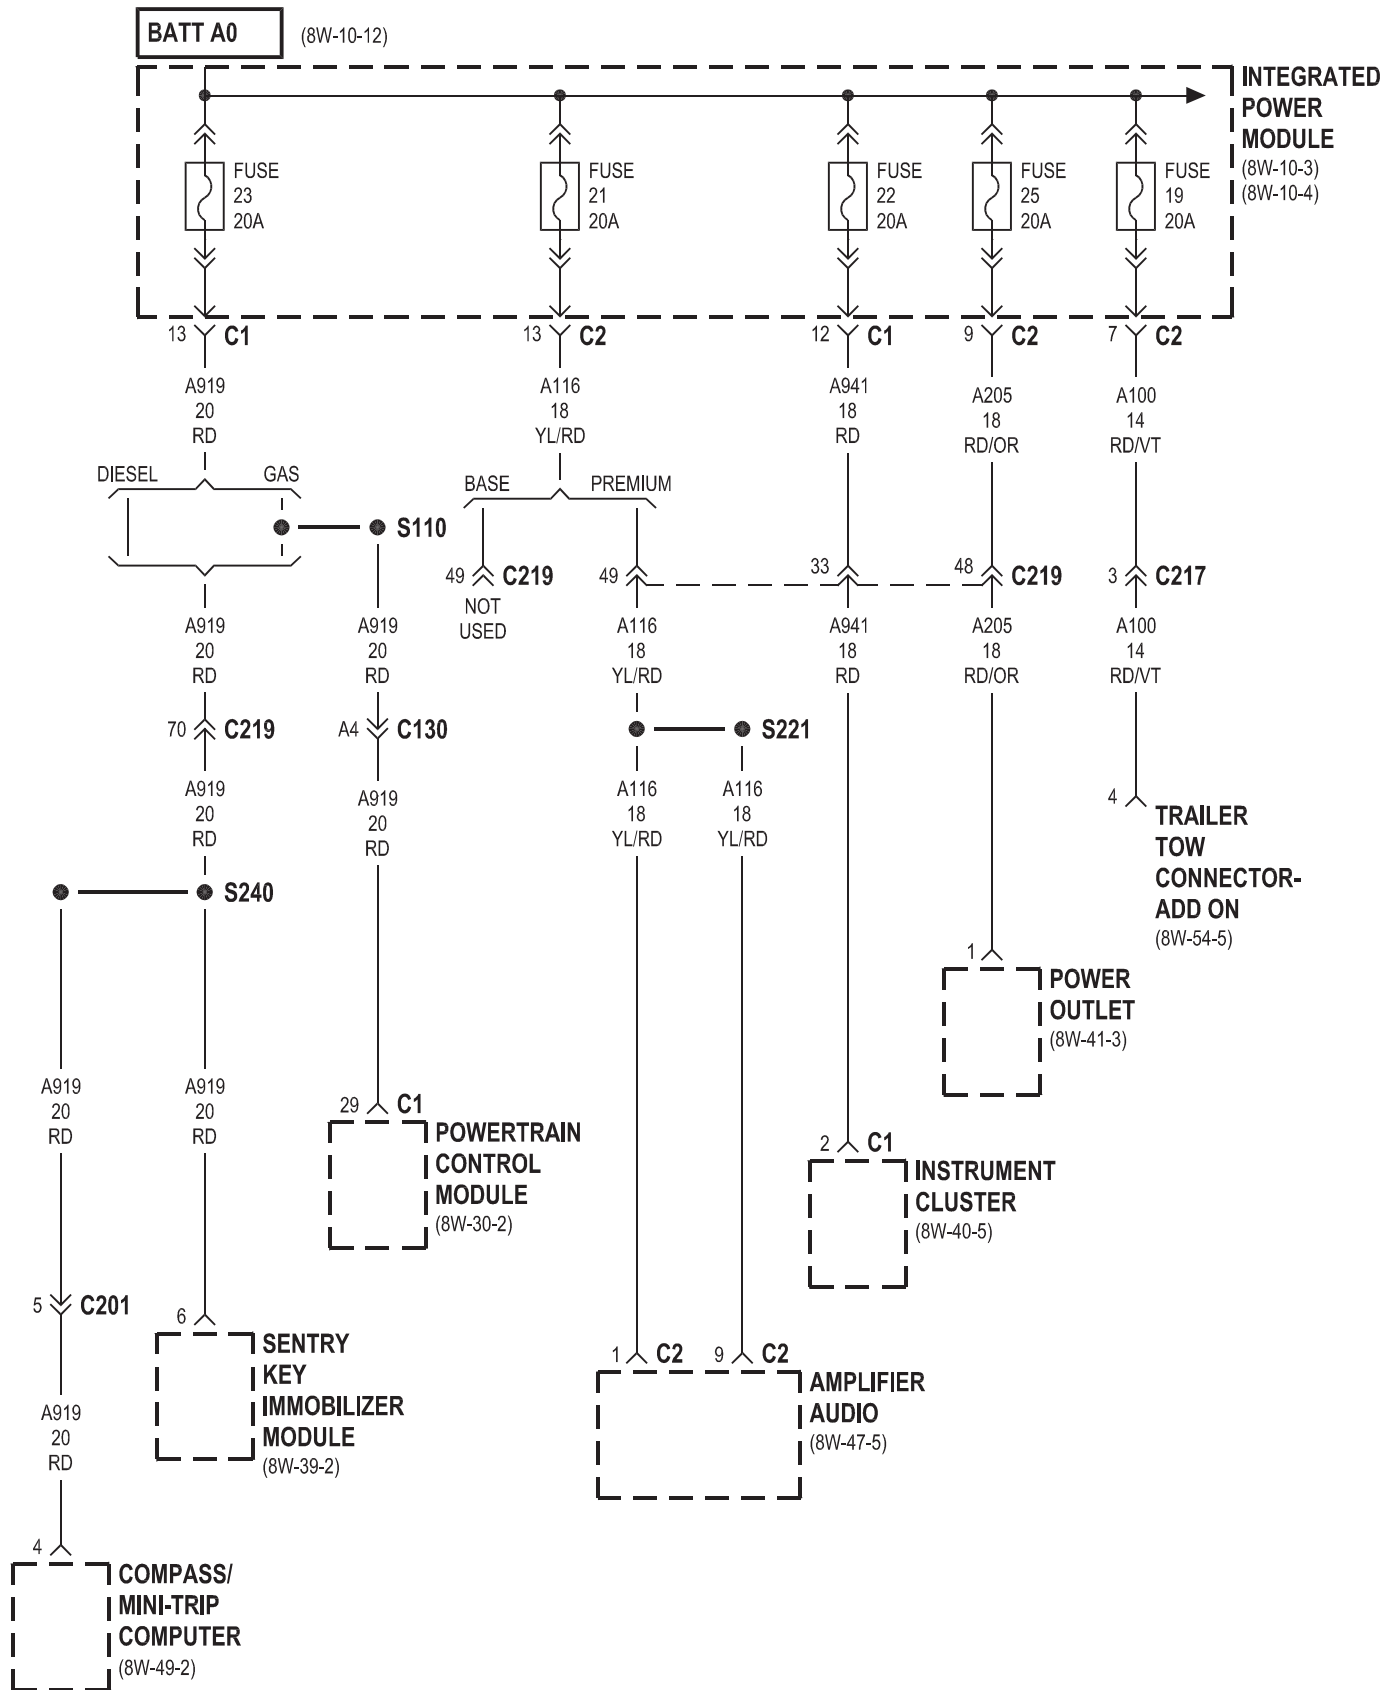 BATT A0 (8W-10-12)
INTEGRATED
POWER
MODULE
(8W-10-3)
(8W-10-4)
FUSE
23
20A
FUSE
21
20A
FUSE
22
20A
FUSE
25
20A
FUSE
19
20A
13 C1
13 C2
12 C1
9 C2
7 C2
A919
20
RD
A116
18
YL/RD
A941
18
RD
A205
18
RD/OR
A100
14
RD/VT
DIESEL GAS
BASE PREMIUM
S110
49 C219
NOT
USED
49
33
48 C219
3 C217
A919
20
RD
A919
20
RD
A116
18
YL/RD
A941
18
RD
A205
18
RD/OR
A100
14
RD/VT
70 C219
A4 C130
S221
A919
20
RD
A919
20
RD
A116
18
YL/RD
A116
18
YL/RD
4
TRAILER
TOW
CONNECTOR-
ADD ON
(8W-54-5)
S240
1
POWER
OUTLET
(8W-41-3)
A919
20
RD
A919
20
RD
29 C1
POWERTRAIN
CONTROL
MODULE
(8W-30-2)
2 C1
INSTRUMENT
CLUSTER
(8W-40-5)
5 C201
6
SENTRY
KEY
IMMOBILIZER
MODULE
(8W-39-2)
1 C2
9 C2
AMPLIFIER
AUDIO
(8W-47-5)
A919
20
RD
4
COMPASS/
MINI-TRIP
COMPUTER
(8W-49-2)